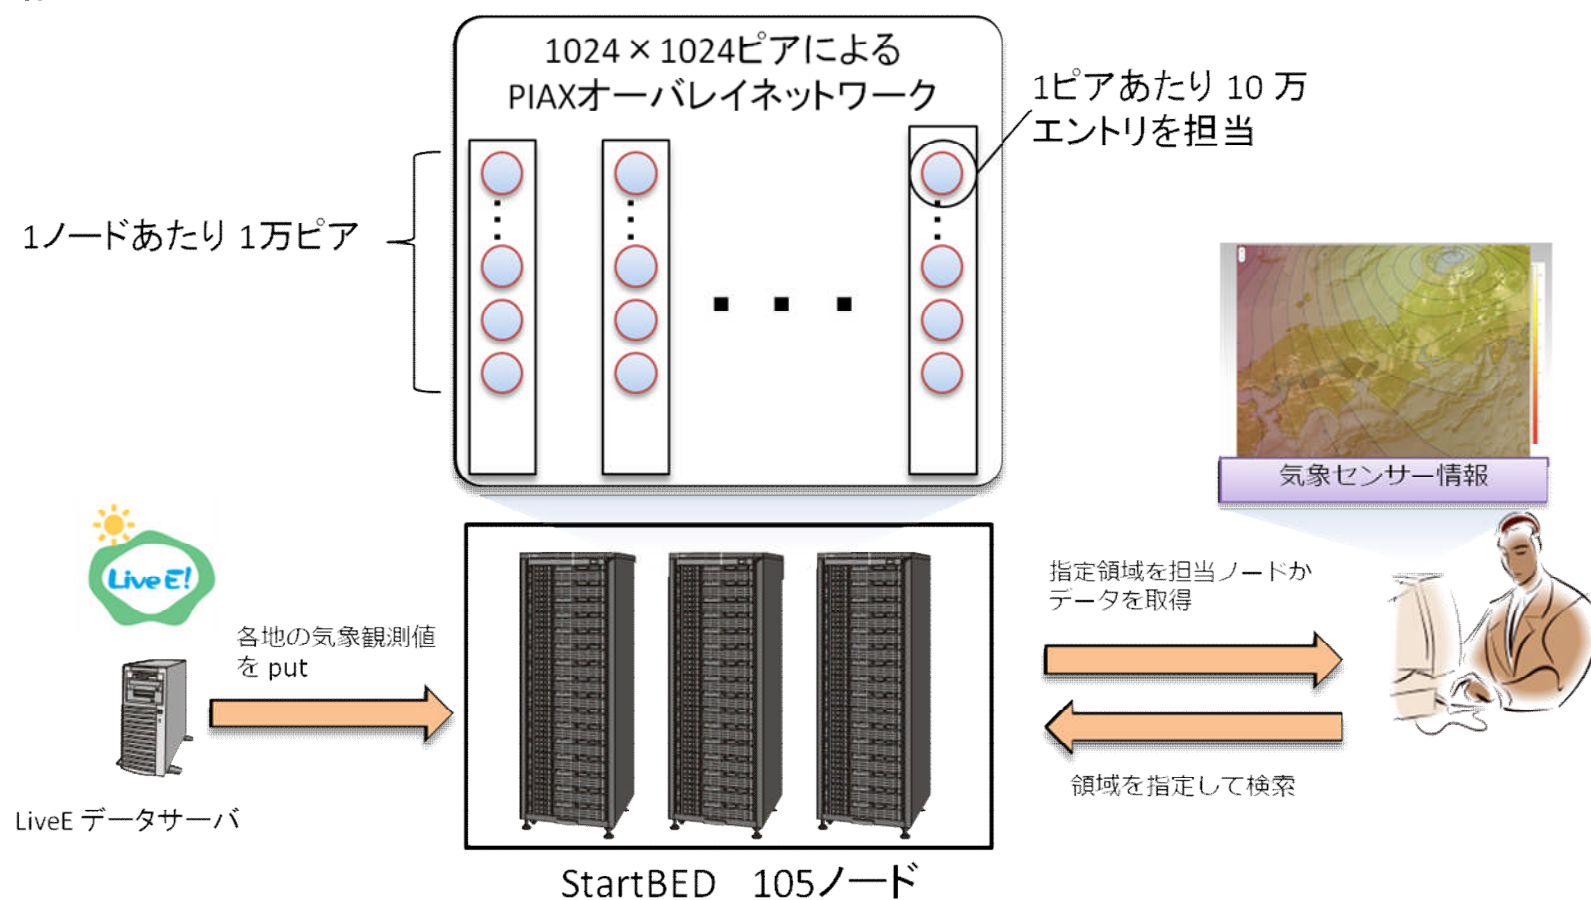 1024×1024ピアによる
PIAXオーバレイネットワーク
1ピアあたり 10 万
エントリを担当
1ノードあたり 1万ピア
気象センサー情報
Live E!
各地の気象観測値
を put
指定領域を担当ノードか
データを取得
領域を指定して検索
LiveE データサーバ
StartBED 105ノード